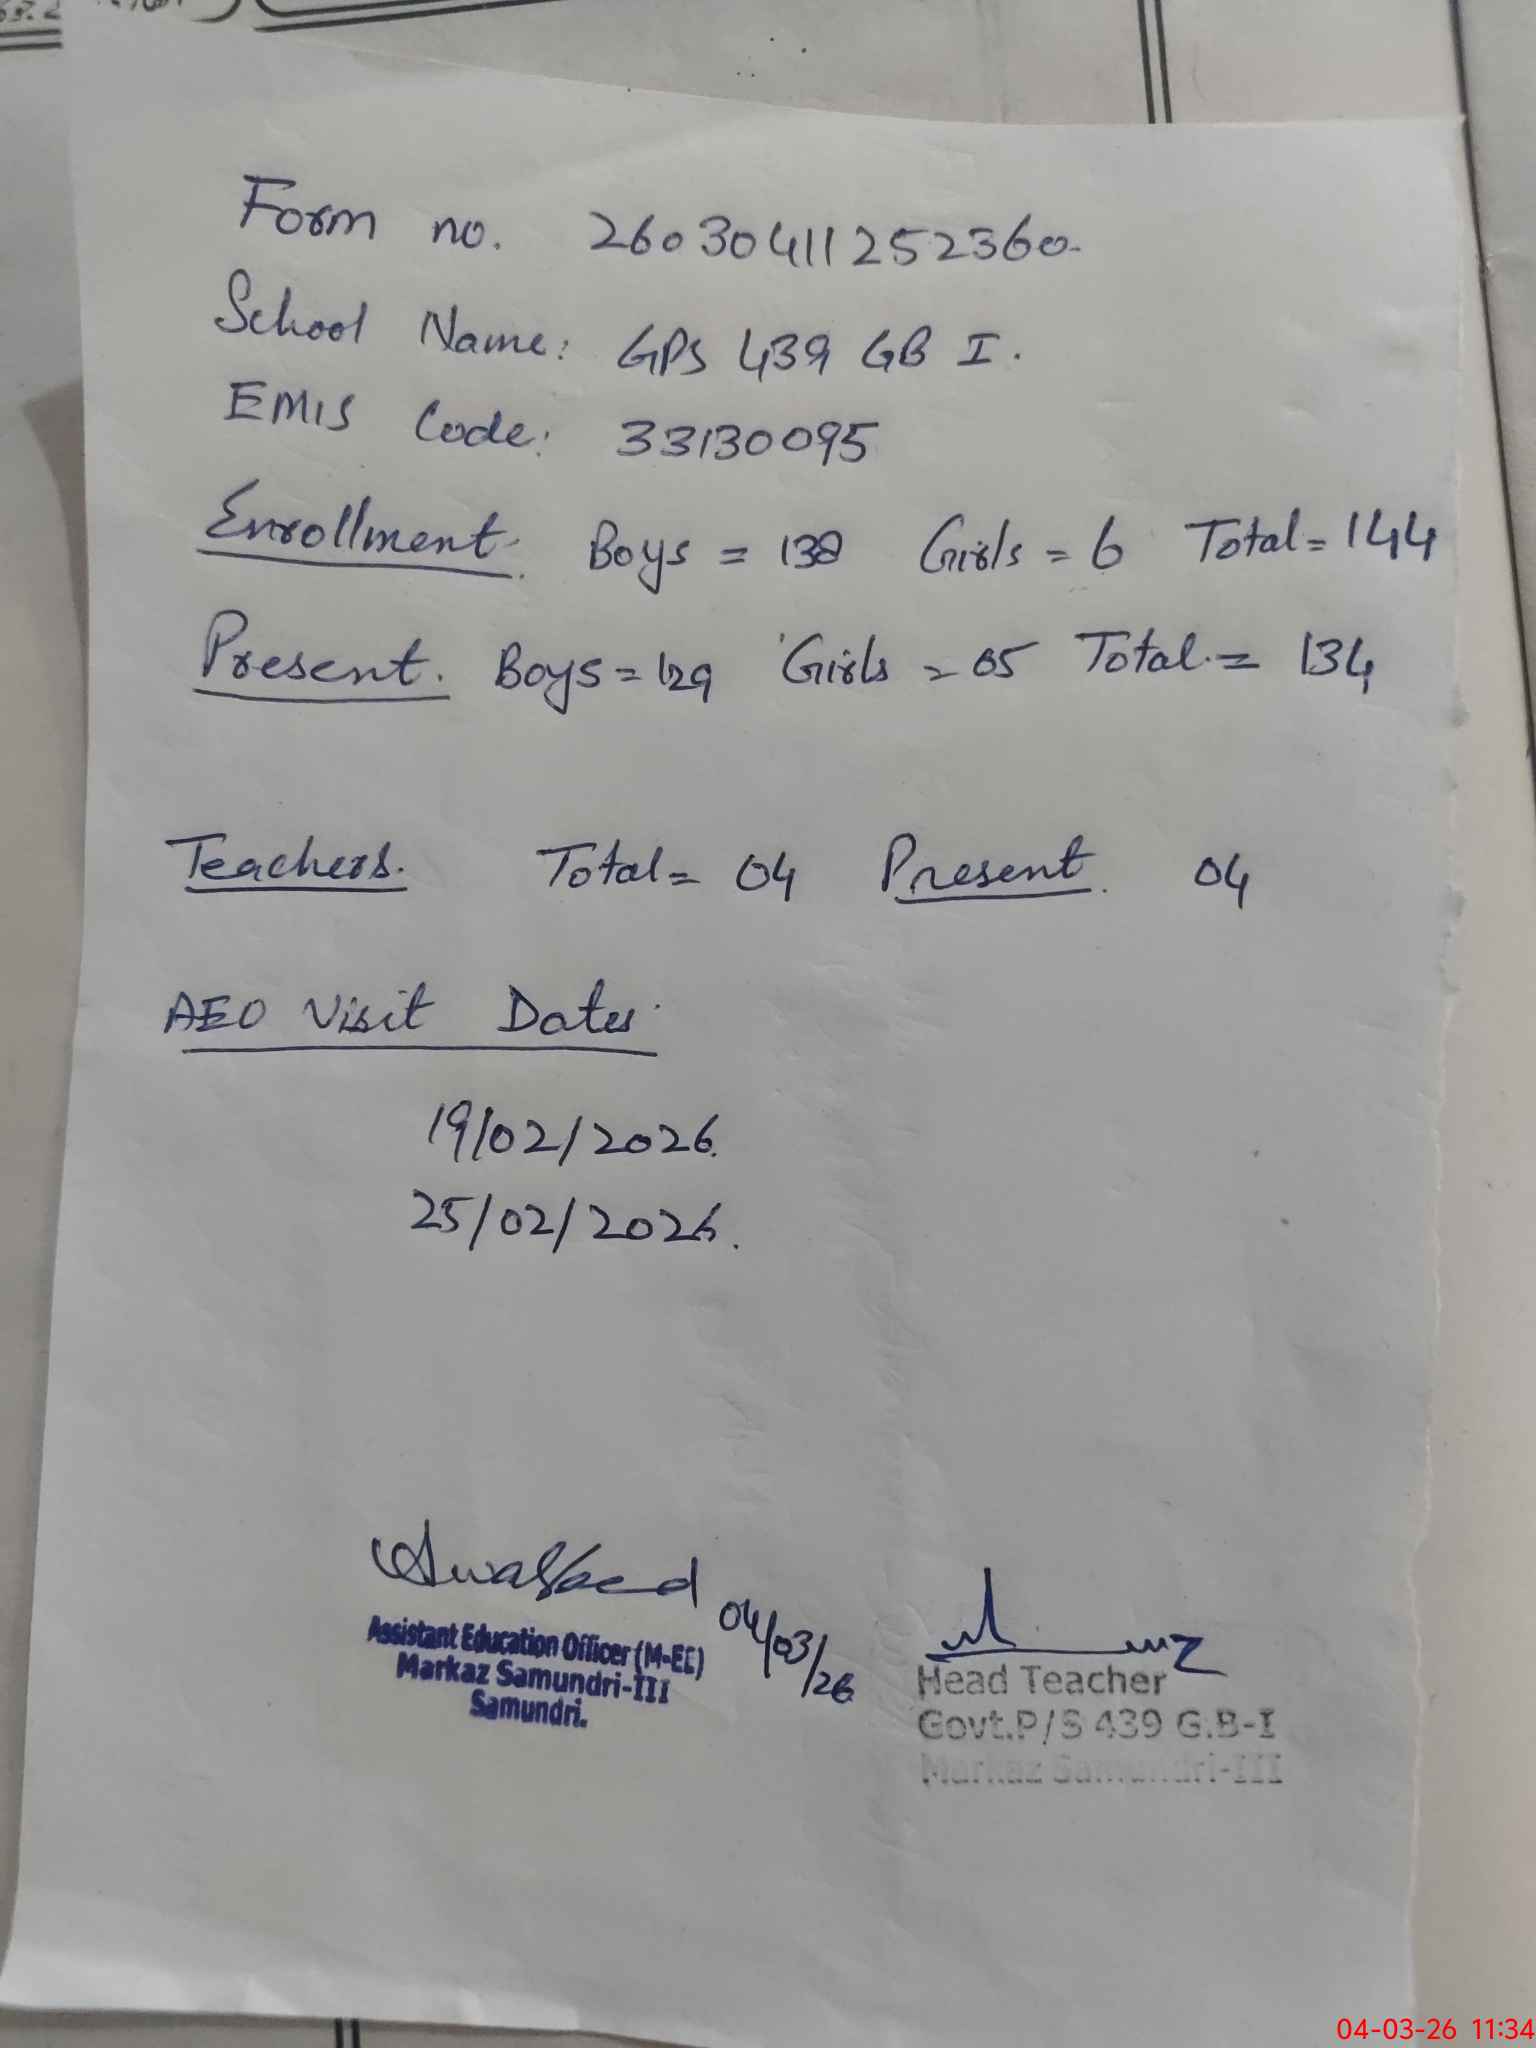 Form no. 26030411252360.
School Name: GPS 439 GB I.
EMIS Code: 33130095
Enrollment: Boys = 138 Girls = 6 Total = 144
Present. Boys = 129 Girls = 05 Total = 134
Teachers. Total = 04 Present. 04
AEO Visit Dates
19/02/2026.
25/02/2026.
04/03/26
Assistant Education Officer (M-EE)
Markaz Samundri-III
Samundri.
Head Teacher
Govt.P/S 439 G.B-I
Markaz Samundri-III
04-03-26 11:34